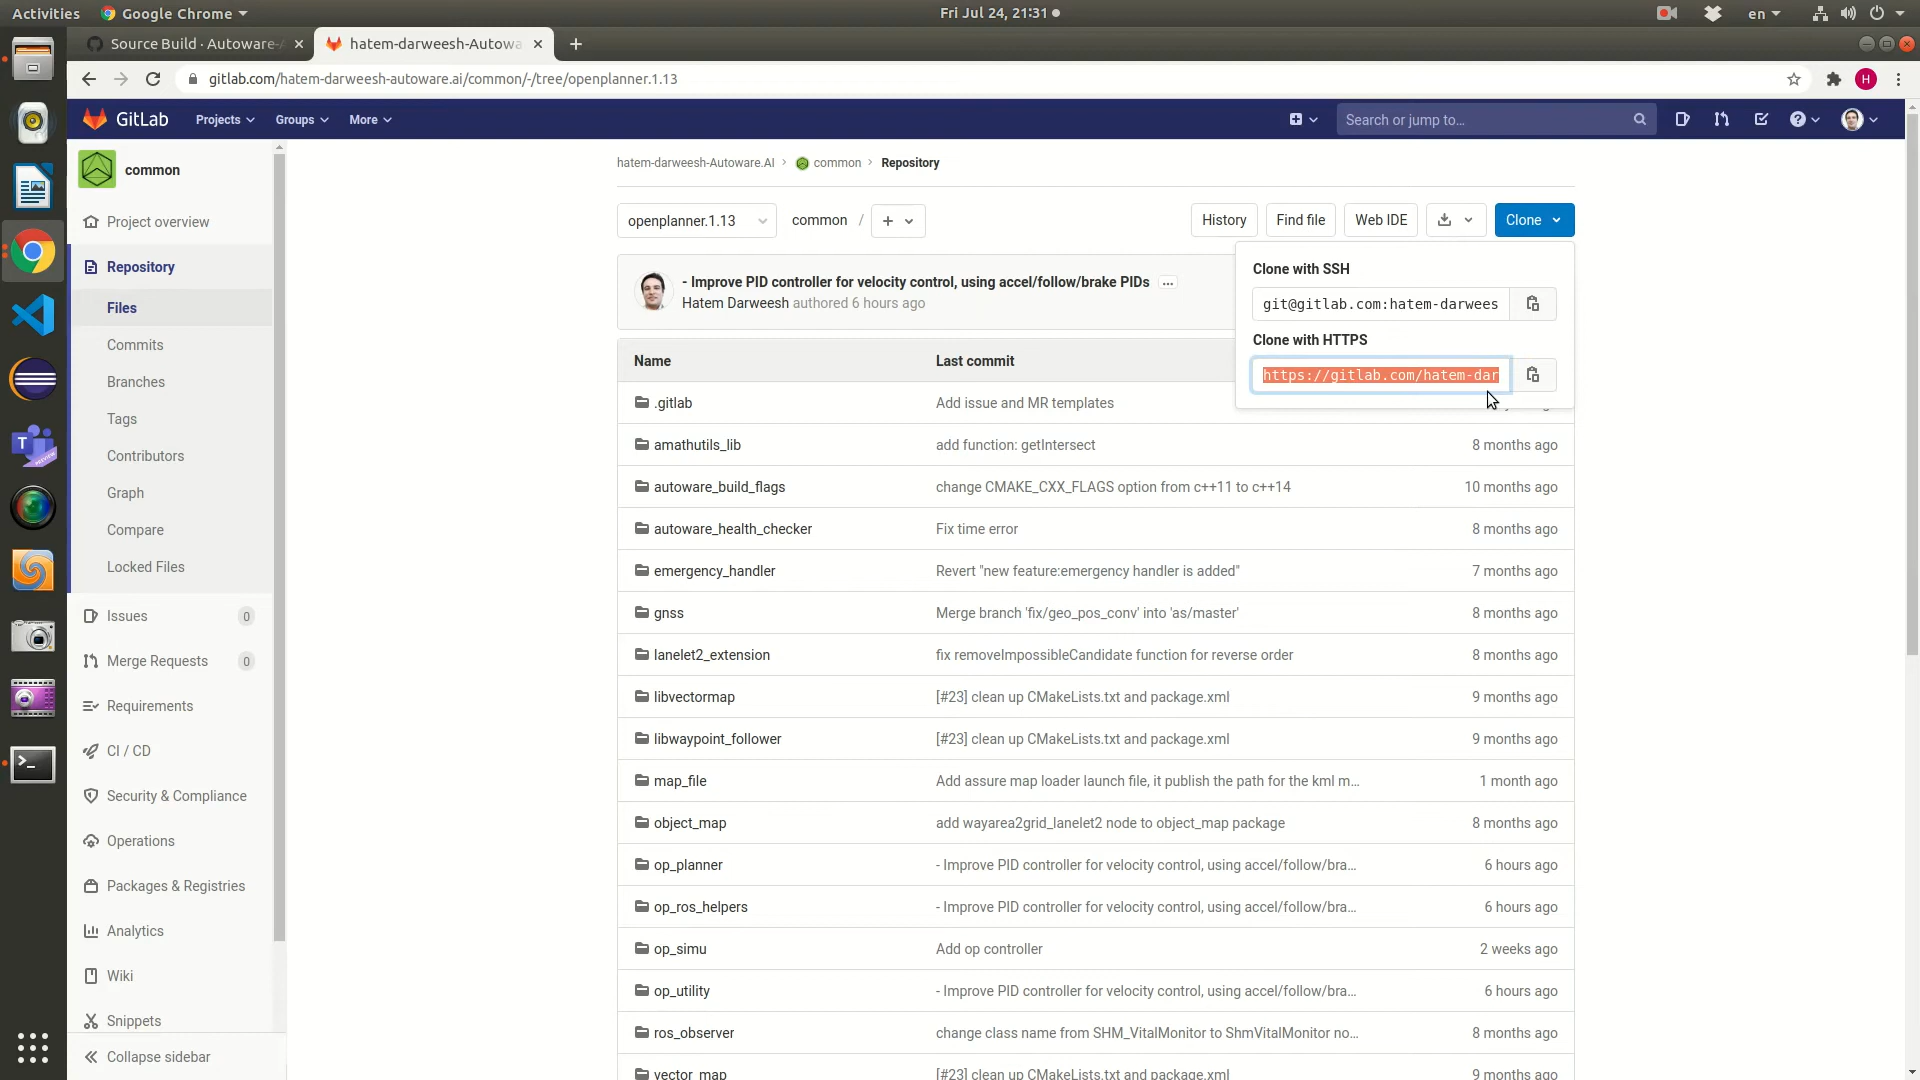 Activities
Google Chrome
Fri Jul 24, 21:31
en
Source Build · Autoware-
hatem-darweesh-Autowa
gitlab.com/hatem-darweesh-autoware.ai/common/-/tree/openplanner.1.13
H
GitLab
Projects
Groups
More
Search or jump to…
common
Project overview
Repository
Files
Commits
Branches
Tags
Contributors
Graph
Compare
Locked Files
Issues 0
Merge Requests 0
Requirements
CI / CD
Security & Compliance
Operations
Packages & Registries
Analytics
Wiki
Snippets
Collapse sidebar
hatem-darweesh-Autoware.AI > common > Repository
openplanner.1.13
common / +
History
Find file
Web IDE
Clone
- Improve PID controller for velocity control, using accel/follow/brake PIDs ...
Hatem Darweesh authored 6 hours ago
Clone with SSH
git@gitlab.com:hatem-darwees
Clone with HTTPS
https://gitlab.com/hatem-dar
Name Last commit
.gitlab Add issue and MR templates
amathutils_lib add function: getIntersect 8 months ago
autoware_build_flags change CMAKE_CXX_FLAGS option from c++11 to c++14 10 months ago
autoware_health_checker Fix time error 8 months ago
emergency_handler Revert "new feature:emergency handler is added" 7 months ago
gnss Merge branch 'fix/geo_pos_conv' into 'as/master' 8 months ago
lanelet2_extension fix removeImpossibleCandidate function for reverse order 8 months ago
libvectormap [#23] clean up CMakeLists.txt and package.xml 9 months ago
libwaypoint_follower [#23] clean up CMakeLists.txt and package.xml 9 months ago
map_file Add assure map loader launch file, it publish the path for the kml m… 1 month ago
object_map add wayarea2grid_lanelet2 node to object_map package 8 months ago
op_planner - Improve PID controller for velocity control, using accel/follow/bra… 6 hours ago
op_ros_helpers - Improve PID controller for velocity control, using accel/follow/bra… 6 hours ago
op_simu Add op controller 2 weeks ago
op_utility - Improve PID controller for velocity control, using accel/follow/bra… 6 hours ago
ros_observer change class name from SHM_VitalMonitor to ShmVitalMonitor no… 8 months ago
vector_map [#23] clean up CMakeLists.txt and package.xml 9 months ago